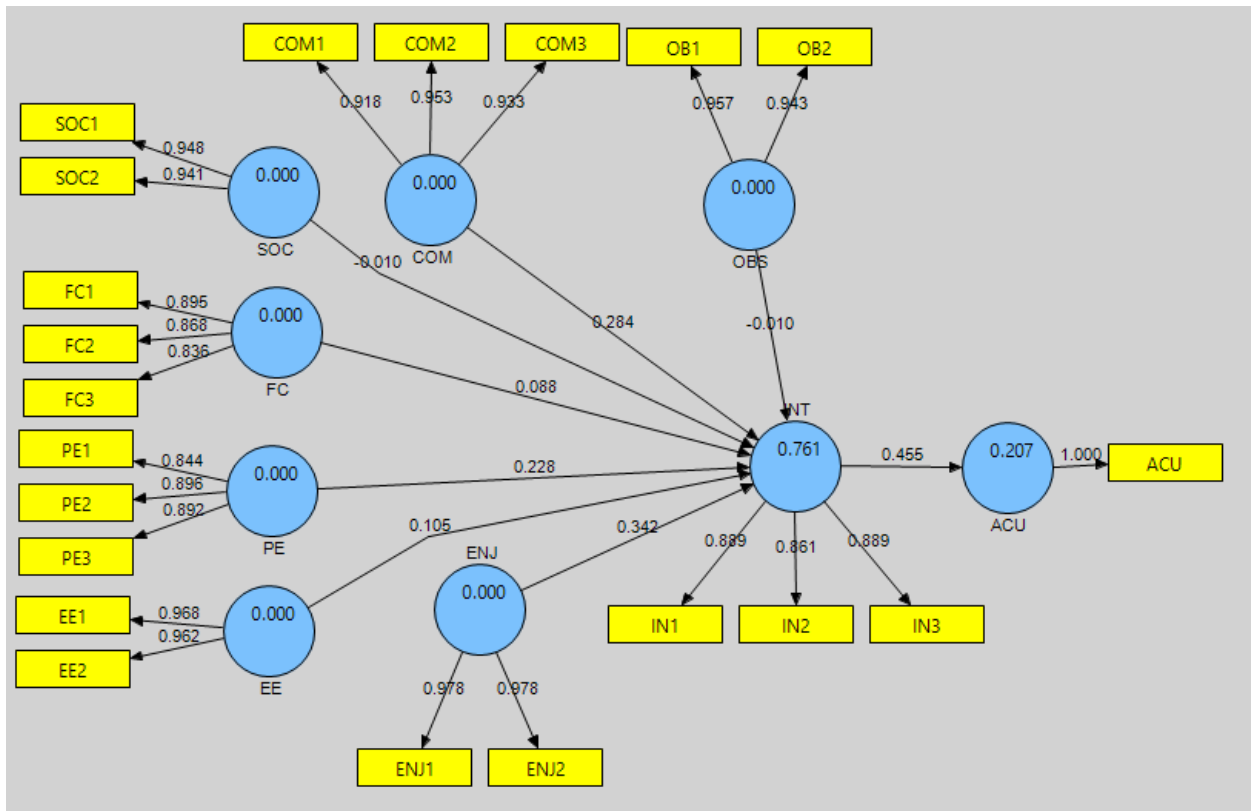 COM1
COM2
COM3
OB1
OB2
0.918
0.953
0.933
0.957
0.943
SOC1
SOC2
0.948
0.941
0.000
SOC
0.000
COM
0.000
OBS
-0.010
0.284
-0.010
FC1
FC2
FC3
0.895
0.868
0.836
0.000
FC
0.088
PE1
PE2
PE3
0.844
0.896
0.892
0.000
PE
0.228
INT
0.761
0.455
0.207
ACU
1.000
ACU
0.105
0.342
EE1
EE2
0.968
0.962
0.000
EE
ENJ
0.000
0.889
0.861
0.889
IN1
IN2
IN3
0.978
0.978
ENJ1
ENJ2